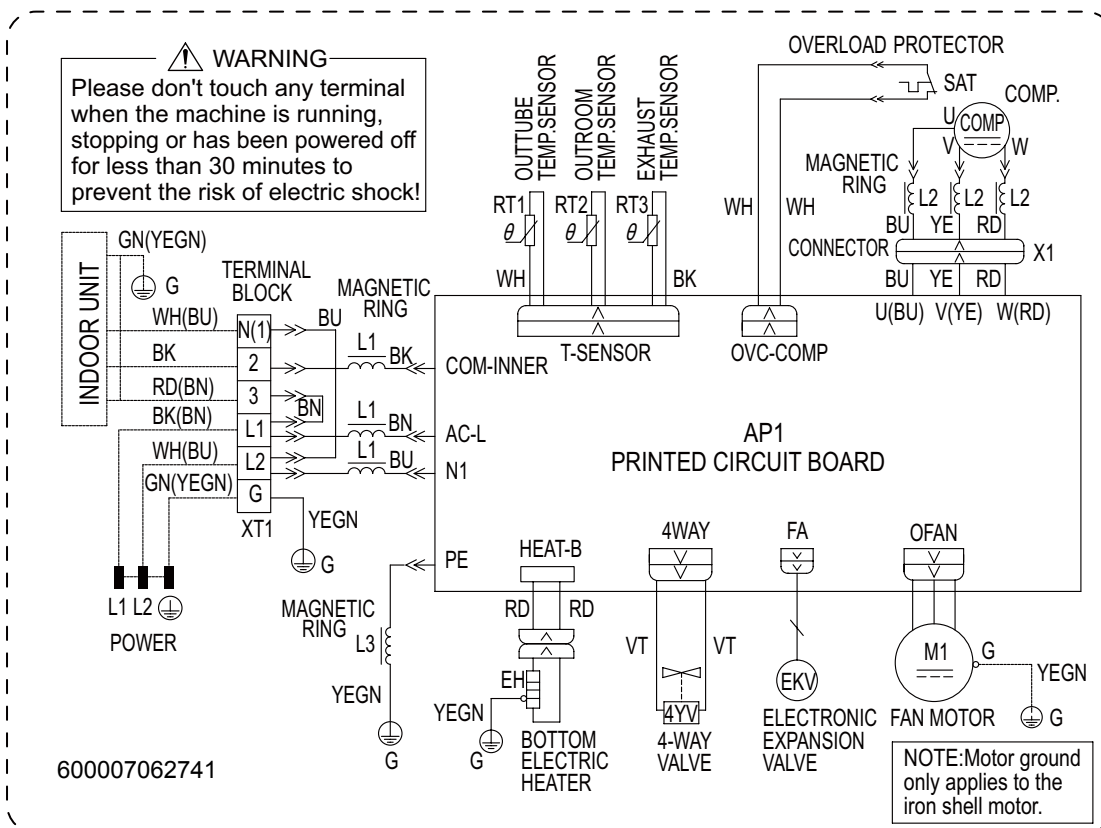 WARNING
Please don't touch any terminal
when the machine is running,
stopping or has been powered off
for less than 30 minutes to
prevent the risk of electric shock!
OUTTUBE
TEMP.SENSOR
OUTROOM
TEMP.SENSOR
EXHAUST
TEMP.SENSOR
RT1
θ
RT2
θ
RT3
θ
WH
BK
OVERLOAD PROTECTOR
SAT
WH
WH
COMP.
COMP
U
V
W
MAGNETIC
RING
L2
L2
L2
BU
YE
RD
CONNECTOR
X1
BU
YE
RD
U(BU)
V(YE)
W(RD)
INDOOR UNIT
GN(YEGN)
G
WH(BU)
BK
RD(BN)
BK(BN)
WH(BU)
GN(YEGN)
TERMINAL
BLOCK
N(1)
2
3
L1
L2
G
XT1
BU
BN
YEGN
G
MAGNETIC
RING
L1
BK
L1
BN
L1
BU
COM-INNER
AC-L
N1
PE
T-SENSOR
OVC-COMP
AP1
PRINTED CIRCUIT BOARD
L1
L2
POWER
MAGNETIC
RING
L3
YEGN
G
HEAT-B
RD
RD
EH
YEGN
G
BOTTOM
ELECTRIC
HEATER
4WAY
VT
VT
4YV
4-WAY
VALVE
FA
EKV
ELECTRONIC
EXPANSION
VALVE
OFAN
M1
G
YEGN
G
FAN MOTOR
NOTE:Motor ground
only applies to the
iron shell motor.
600007062741